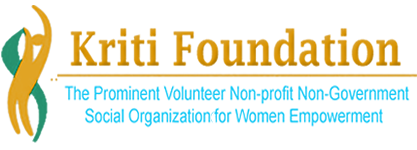 Kriti Foundation
The Prominent Volunteer Non-profit Non-Government
Social Organization for Women Empowerment